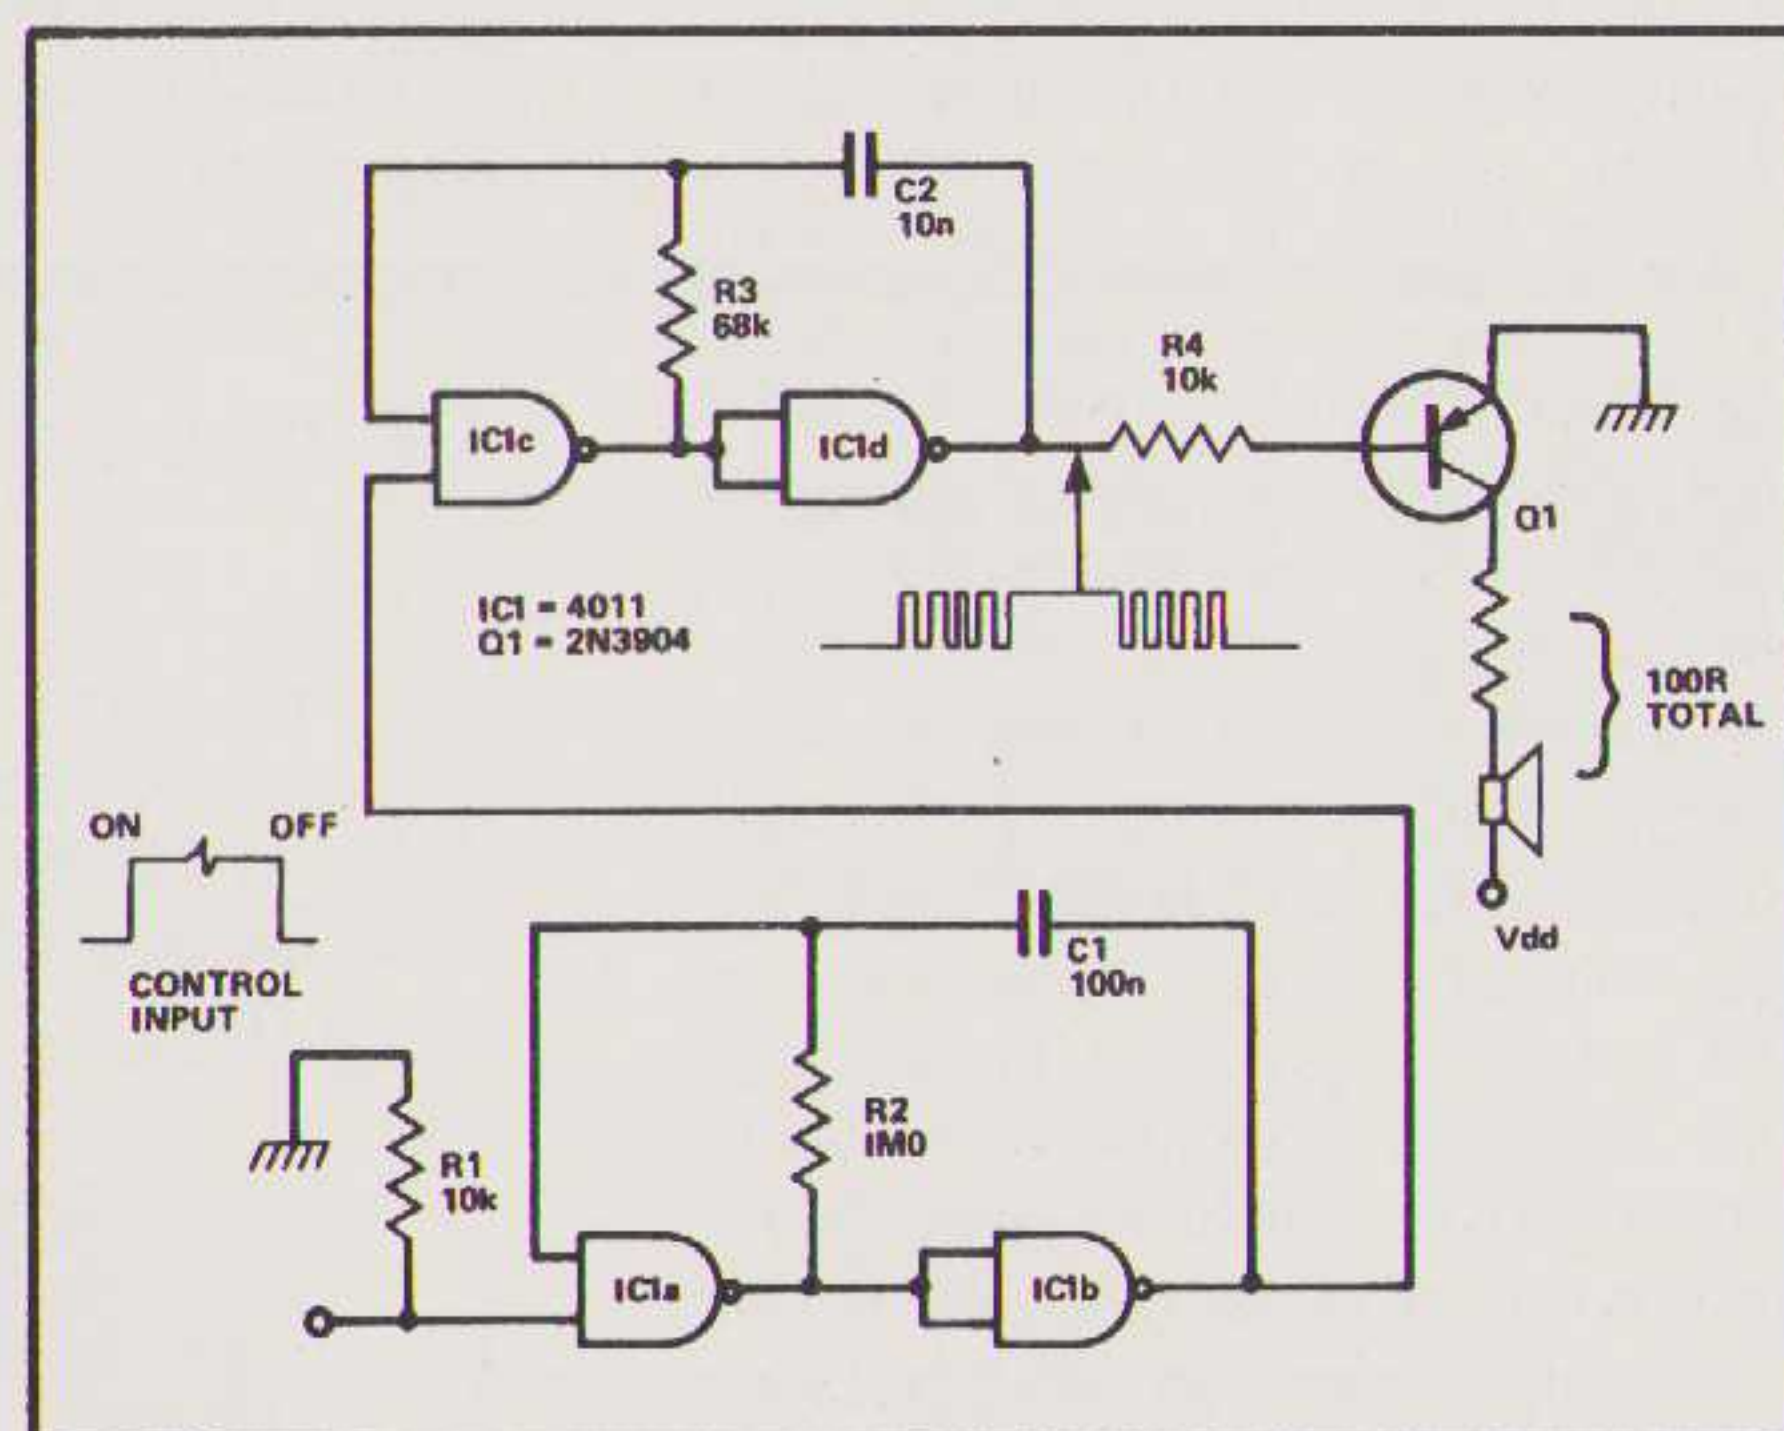 C2
10n
R3
68k
R4
10k
IC1c
IC1d
Q1
IC1 = 4011
Q1 = 2N3904
100R
TOTAL
ON OFF
CONTROL
INPUT
Vdd
C1
100n
R2
IM0
R1
10k
IC1a
IC1b